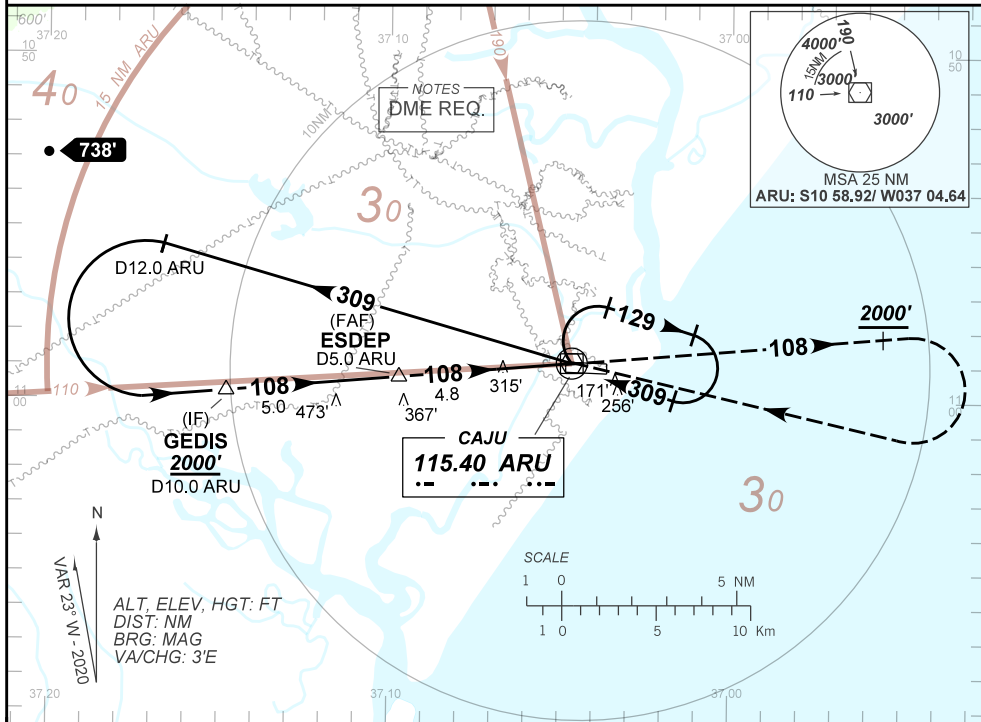 600'
37.20
37.10
37.00
10
50
10
50
15 NM ARU
190
40
10NM
NOTES
DME REQ.
738'
30
4000'
190
15NM
3000'
110
3000'
MSA 25 NM
ARU: S10 58.92/ W037 04.64
D12.0 ARU
309
(FAF)
ESDEP
D5.0 ARU
129
2000'
108
110
108
5.0
108
4.8
315'
171'
309
256'
473'
367'
11
00
11
00
(IF)
GEDIS
2000'
D10.0 ARU
CAJU
115.40 ARU
30
N
VAR 23° W - 2020
ALT, ELEV, HGT: FT
DIST: NM
BRG: MAG
VA/CHG: 3'E
SCALE
1 0 5 NM
1 0 5 10 Km
37.20
37.10
37.00